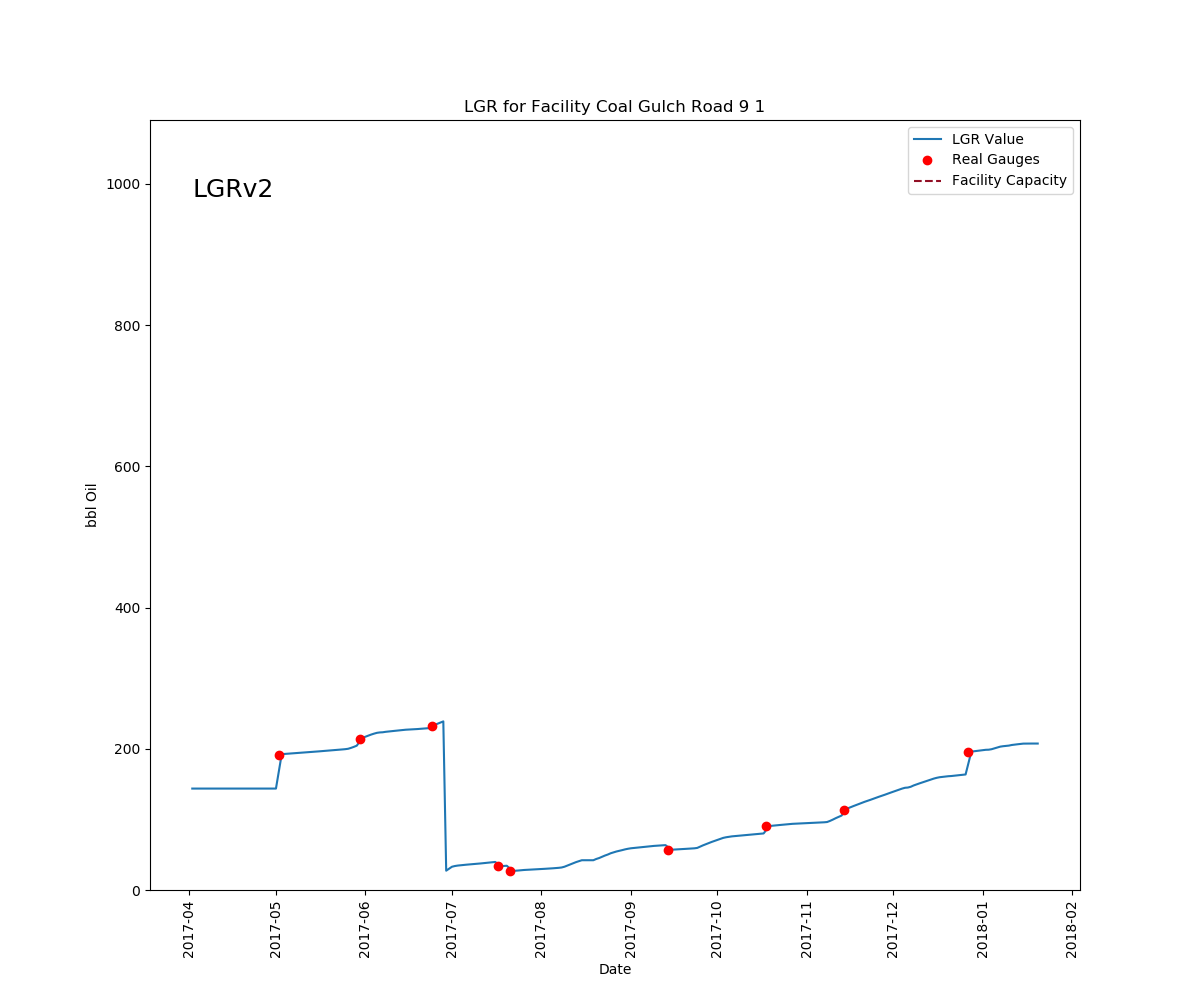 LGR for Facility Coal Gulch Road 9 1
LGR Value
Real Gauges
Facility Capacity
LGRv2
1000
800
600
400
200
0
bbl Oil
2017-04
2017-05
2017-06
2017-07
2017-08
2017-09
2017-10
2017-11
2017-12
2018-01
2018-02
Date